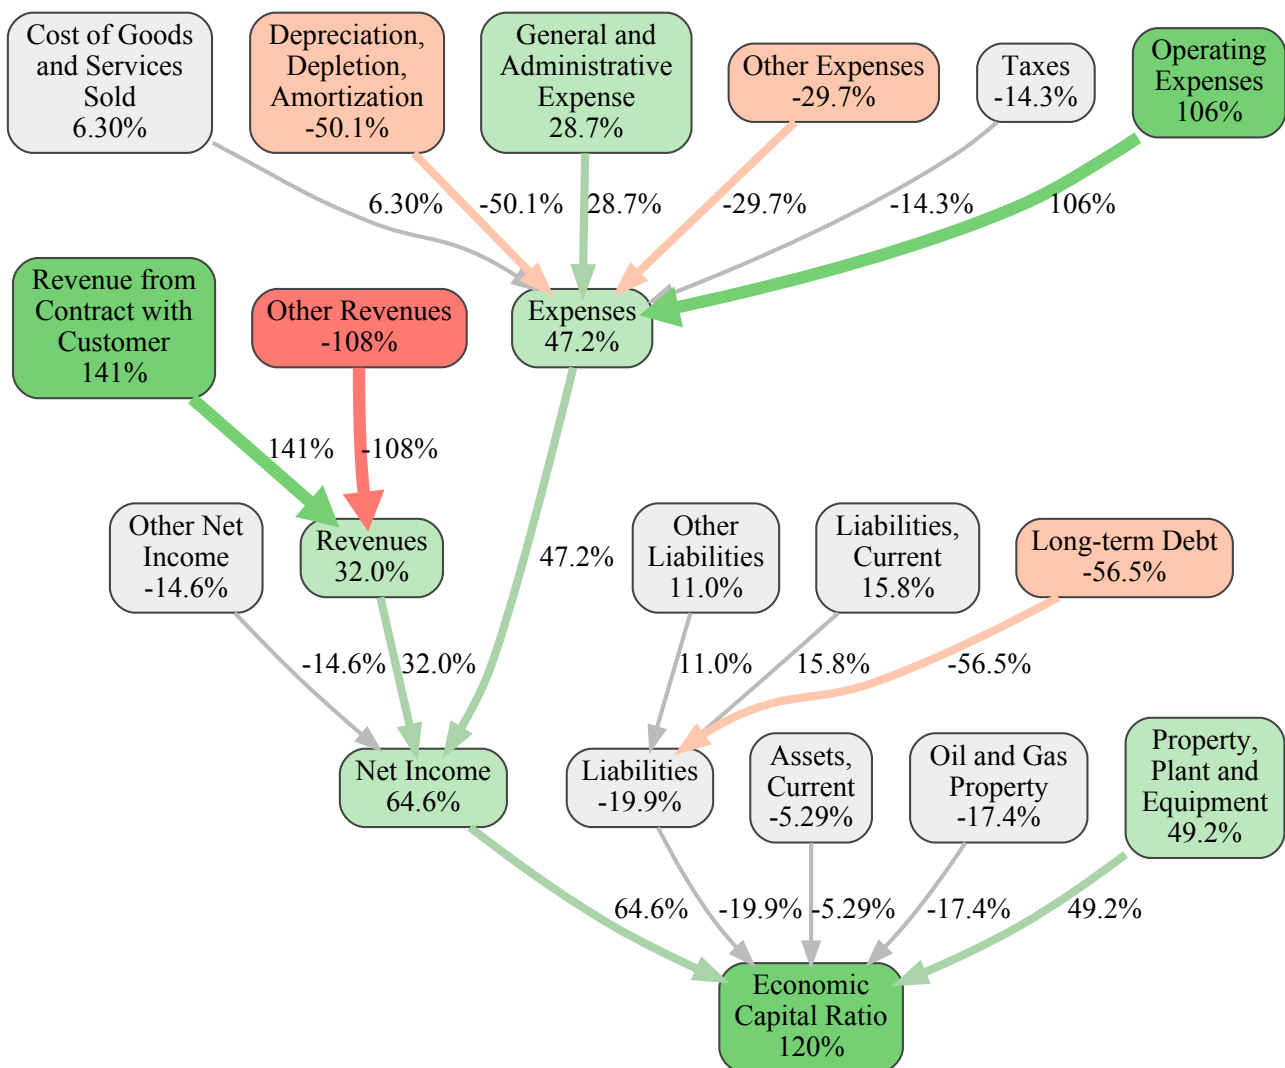 Cost of Goods
and Services
Sold
6.30%
Depreciation,
Depletion,
Amortization
-50.1%
General and
Administrative
Expense
28.7%
Other Expenses
-29.7%
Taxes
-14.3%
Operating
Expenses
106%
6.30%
-50.1%
28.7%
-29.7%
-14.3%
106%
Revenue from
Contract with
Customer
141%
Other Revenues
-108%
Expenses
47.2%
141%
-108%
47.2%
Other Net
Income
-14.6%
Revenues
32.0%
Other
Liabilities
11.0%
Liabilities,
Current
15.8%
Long-term Debt
-56.5%
-14.6%
32.0%
11.0%
15.8%
-56.5%
Net Income
64.6%
Liabilities
-19.9%
Assets,
Current
-5.29%
Oil and Gas
Property
-17.4%
Property,
Plant and
Equipment
49.2%
64.6%
-19.9%
-5.29%
-17.4%
49.2%
Economic
Capital Ratio
120%